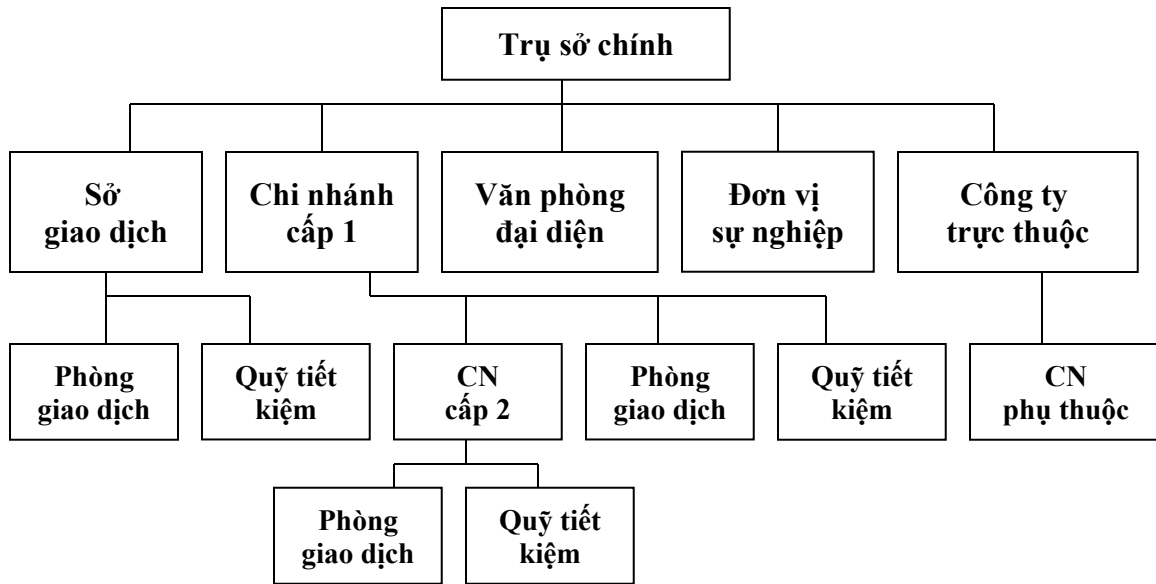 Trụ sở chính
Sở
giao dịch
Chi nhánh
cấp 1
Văn phòng
đại diện
Đơn vị
sự nghiệp
Công ty
trực thuộc
Phòng
giao dịch
Quỹ tiết
kiệm
CN
cấp 2
Phòng
giao dịch
Quỹ tiết
kiệm
CN
phụ thuộc
Phòng
giao dịch
Quỹ tiết
kiệm